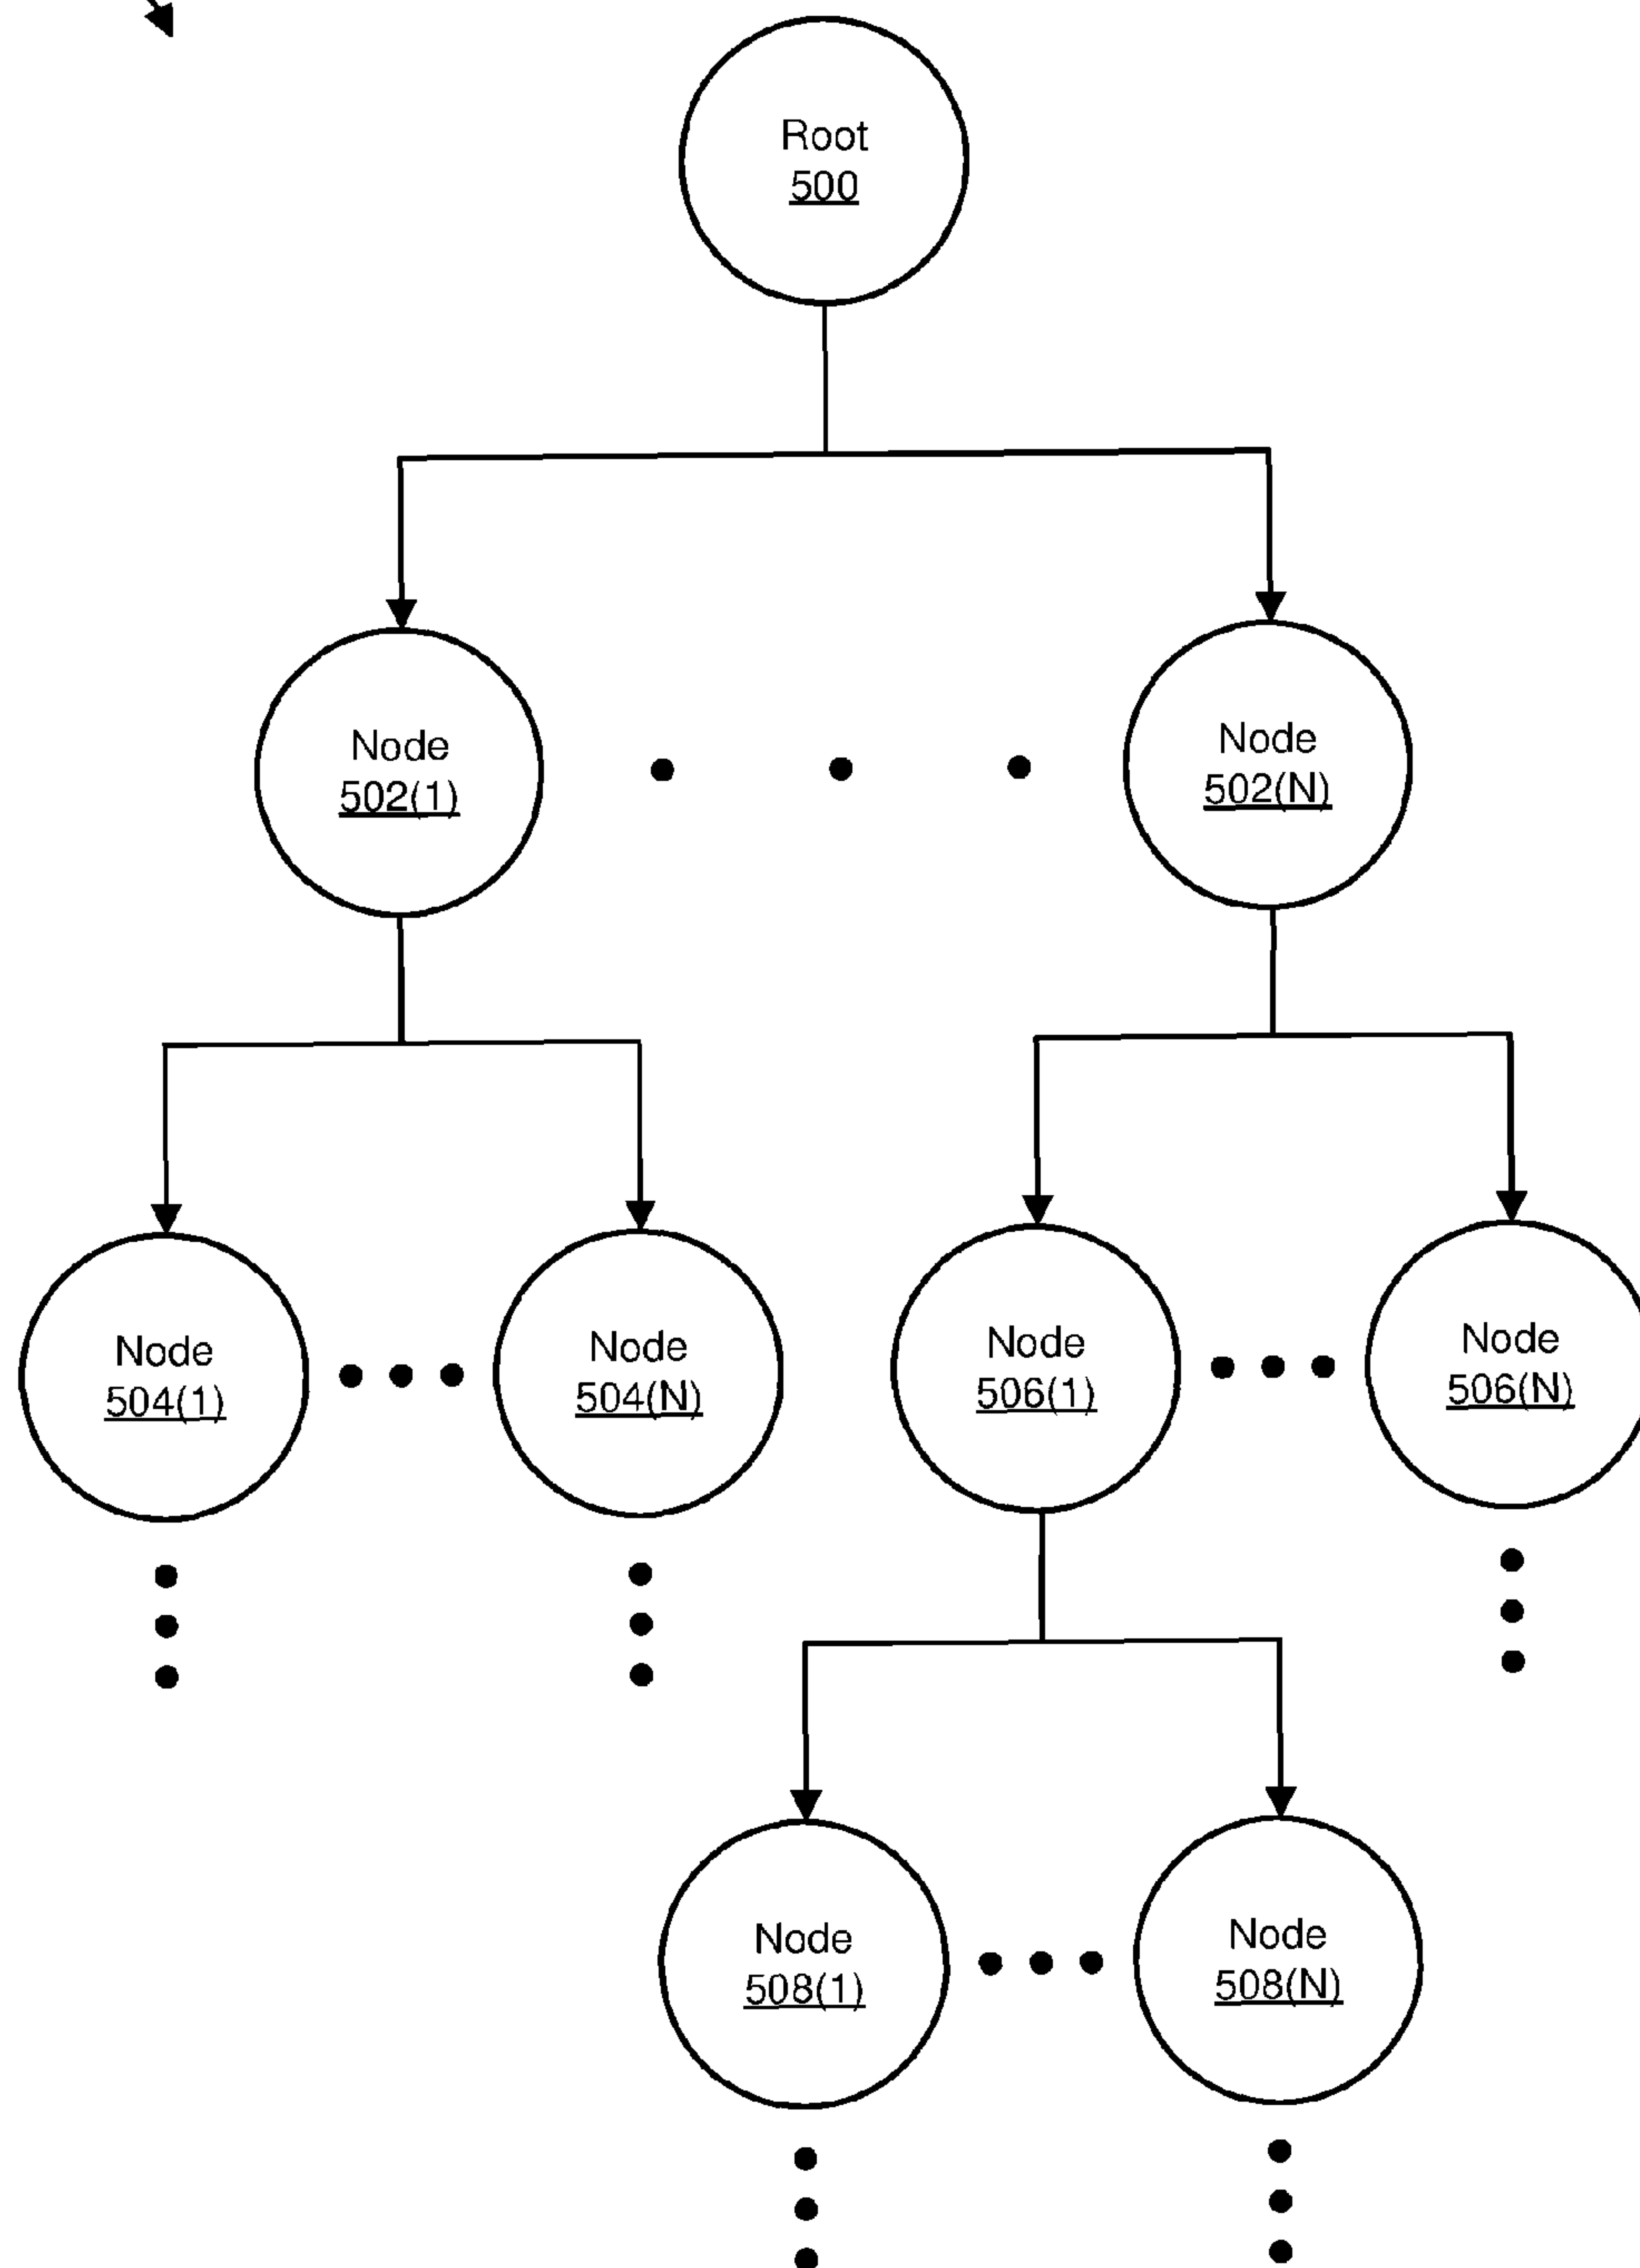 Root
500
Node
502(1)
Node
502(N)
Node
504(1)
Node
504(N)
Node
506(1)
Node
506(N)
Node
508(1)
Node
508(N)